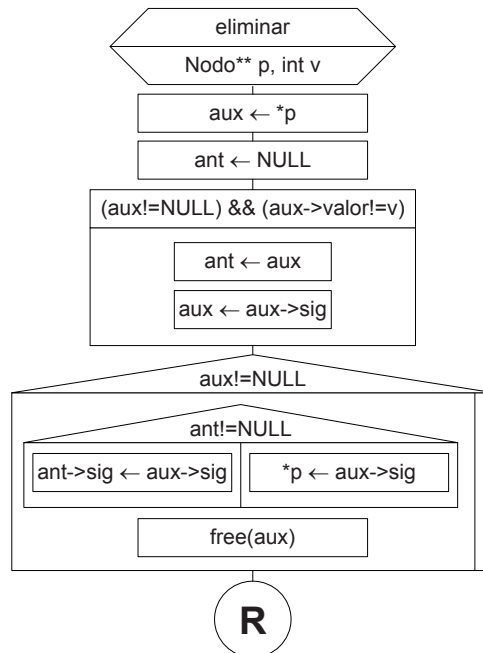 eliminar
Nodo** p, int v
aux ← *p
ant ← NULL
(aux!=NULL) && (aux->valor!=v)
ant ← aux
aux ← aux->sig
aux!=NULL
ant!=NULL
ant->sig ← aux->sig
*p ← aux->sig
free(aux)
R